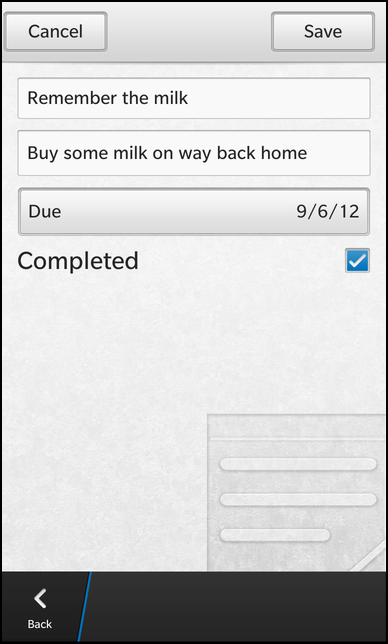 Cancel Save
Remember the milk
Buy some milk on way back home
Due 9/6/12
Completed
Back